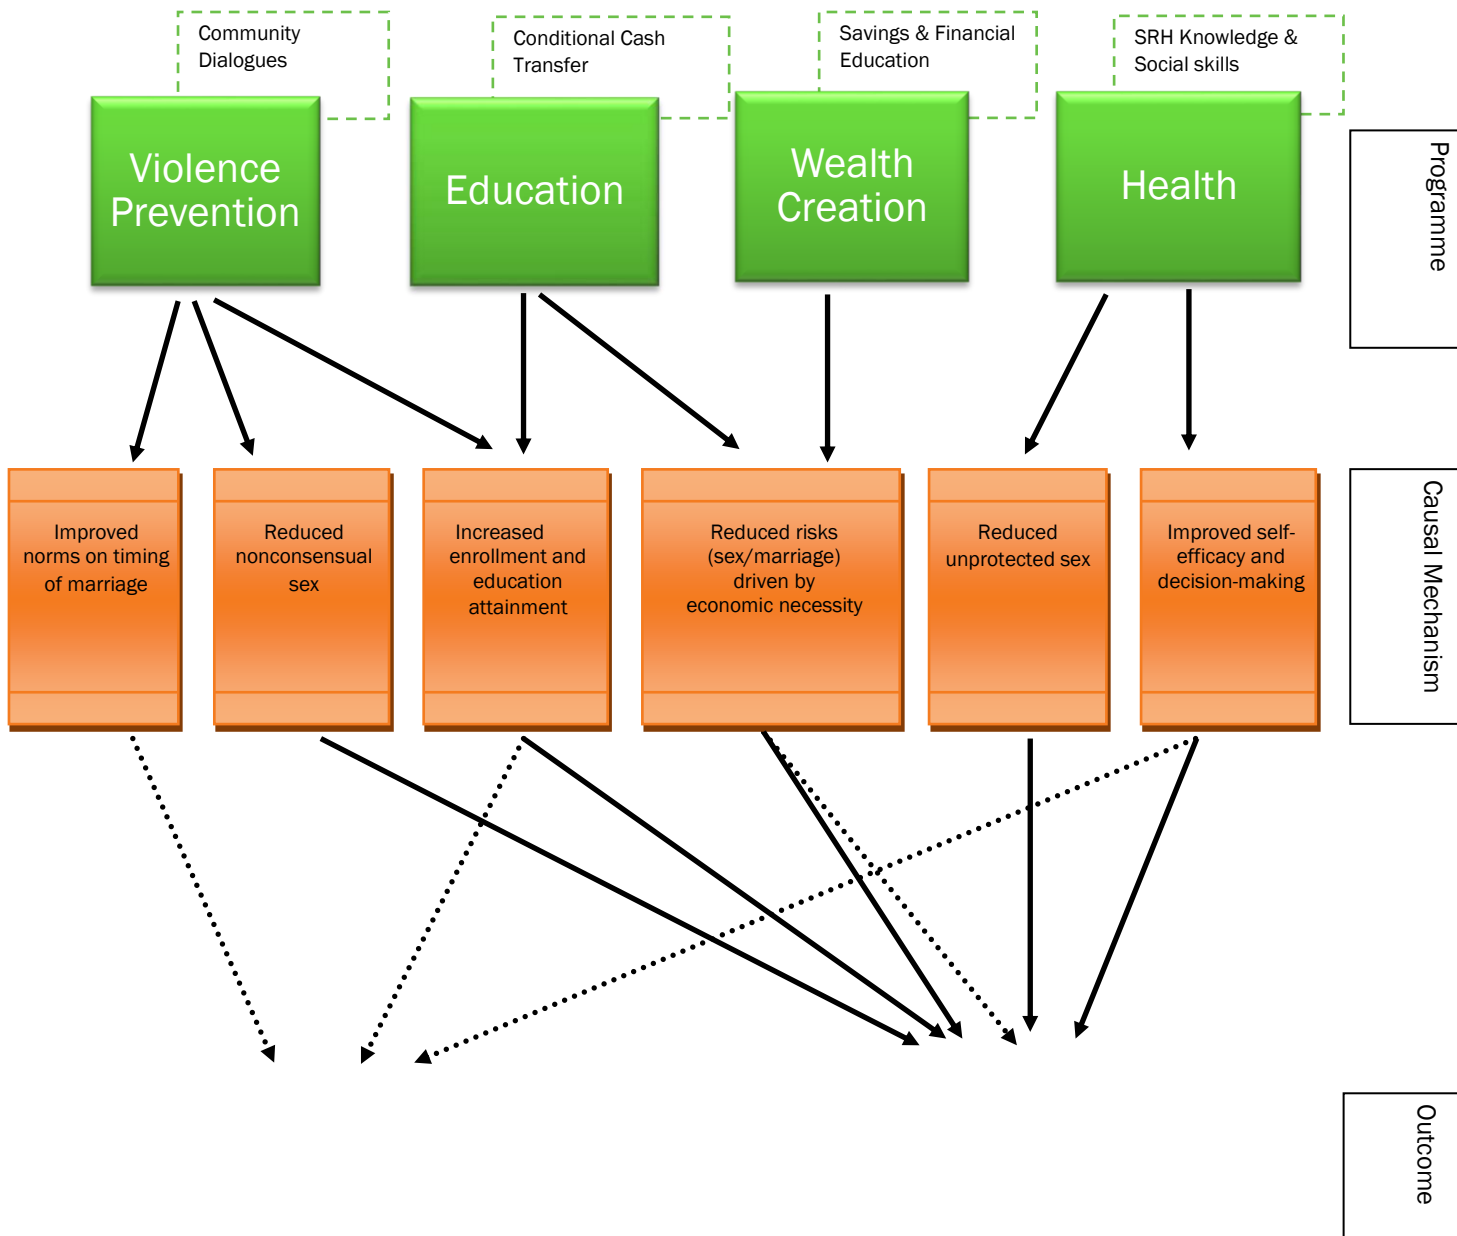 Community
Dialogues
Conditional Cash
Transfer
Savings & Financial
Education
SRH Knowledge &
Social skills
Violence
Prevention
Education
Wealth
Creation
Health
Programme
Improved
norms on timing
of marriage
Reduced
nonconsensual
sex
Increased
enrollment and
education
attainment
Reduced risks
(sex/marriage)
driven by
economic necessity
Reduced
unprotected sex
Improved self-
efficacy and
decision-making
Causal Mechanism
Outcome